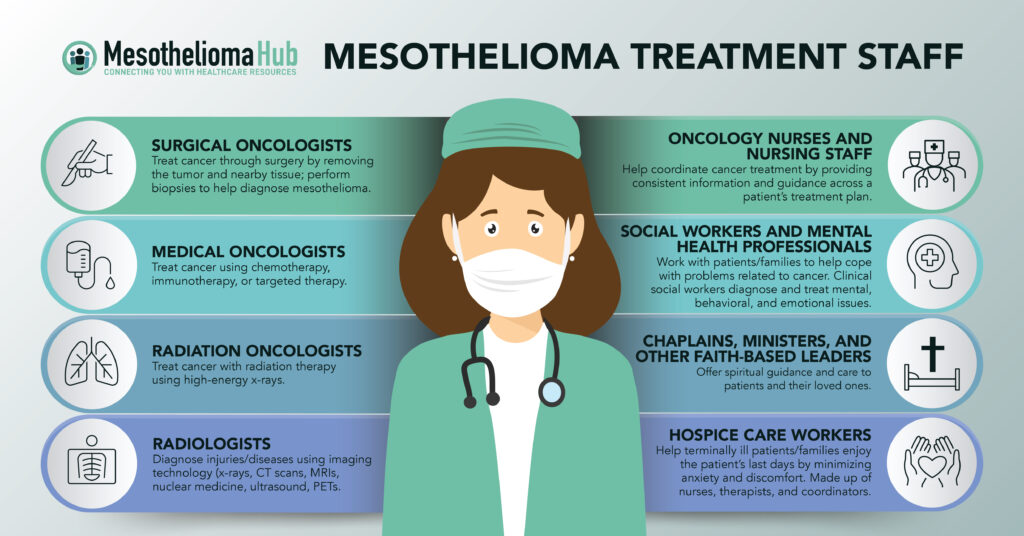 Mesothelioma Hub
CONNECTING YOU WITH HEALTHCARE RESOURCES
MESOTHELIOMA TREATMENT STAFF
SURGICAL ONCOLOGISTS
Treat cancer through surgery by removing
the tumor and nearby tissue; perform
biopsies to help diagnose mesothelioma.
MEDICAL ONCOLOGISTS
Treat cancer using chemotherapy,
immunotherapy, or targeted therapy.
RADIATION ONCOLOGISTS
Treat cancer with radiation therapy
using high-energy x-rays.
RADIOLOGISTS
Diagnose injuries/diseases using imaging
technology (x-rays, CT scans, MRIs,
nuclear medicine, ultrasound, PETs.
ONCOLOGY NURSES AND
NURSING STAFF
Help coordinate cancer treatment by providing
consistent information and guidance across a
patient's treatment plan.
SOCIAL WORKERS AND MENTAL
HEALTH PROFESSIONALS
Work with patients/families to help cope
with problems related to cancer. Clinical
social workers diagnose and treat mental,
behavioral, and emotional issues.
CHAPLAINS, MINISTERS, AND
OTHER FAITH-BASED LEADERS
Offer spiritual guidance and care to
patients and their loved ones.
HOSPICE CARE WORKERS
Help terminally ill patients/families enjoy
the patient's last days by minimizing
anxiety and discomfort. Made up of
nurses, therapists, and coordinators.